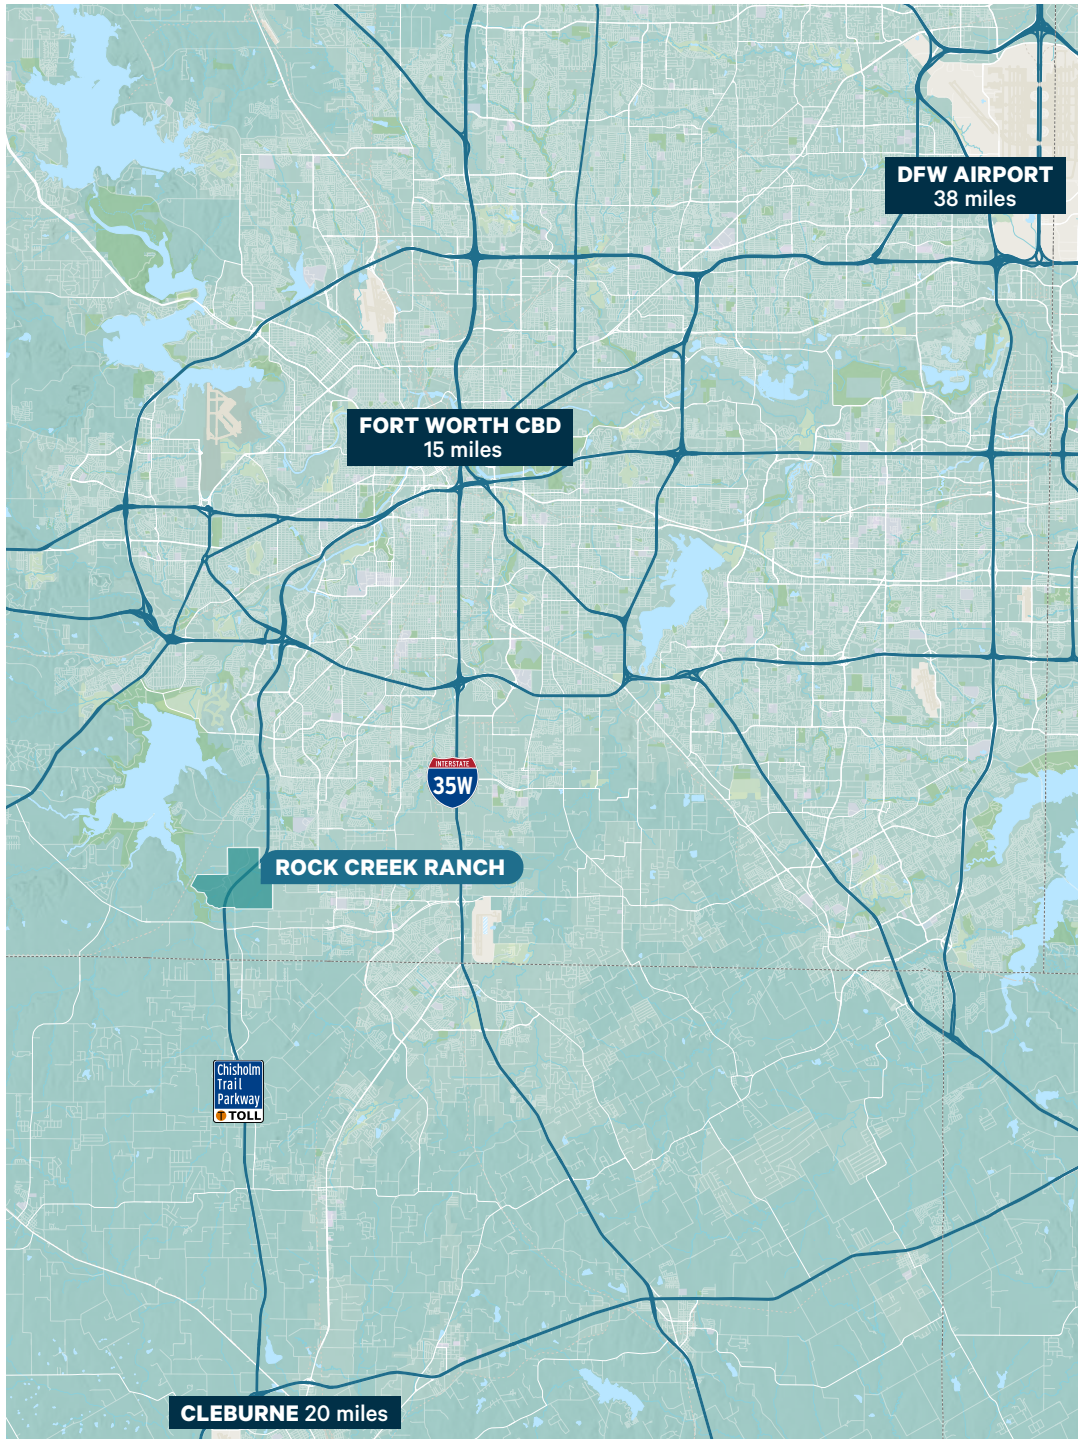 DFW AIRPORT
38 miles
FORT WORTH CBD
15 miles
INTERSTATE
35W
ROCK CREEK RANCH
Chisholm
Trail
Parkway
T TOLL
CLEBURNE 20 miles